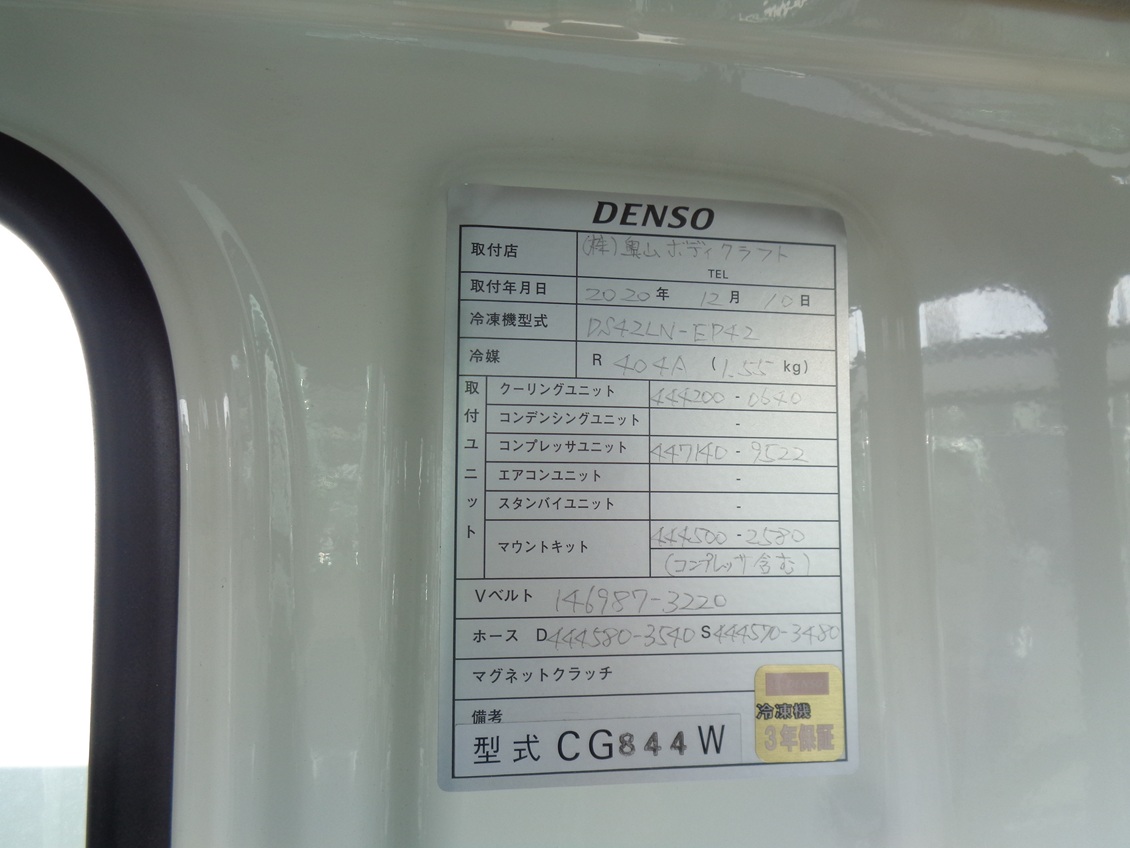 DENSO
取付店 (株)奥山ボディクラフト
TEL
取付年月日 2020年 12月 10日
冷凍機型式 DS42LN-EP42
冷媒 R 404A (1.55 kg)
取付ユニット
クーリングユニット 444200-0640
コンデンシングユニット -
コンプレッサユニット 447140-9522
エアコンユニット -
スタンバイユニット -
マウントキット 444500-2580
(コンプレッサ含む)
Vベルト 146987-3220
ホース D444580-3540 S444570-3480
マグネットクラッチ
備考
型式 CG844W
冷凍機
3年保証